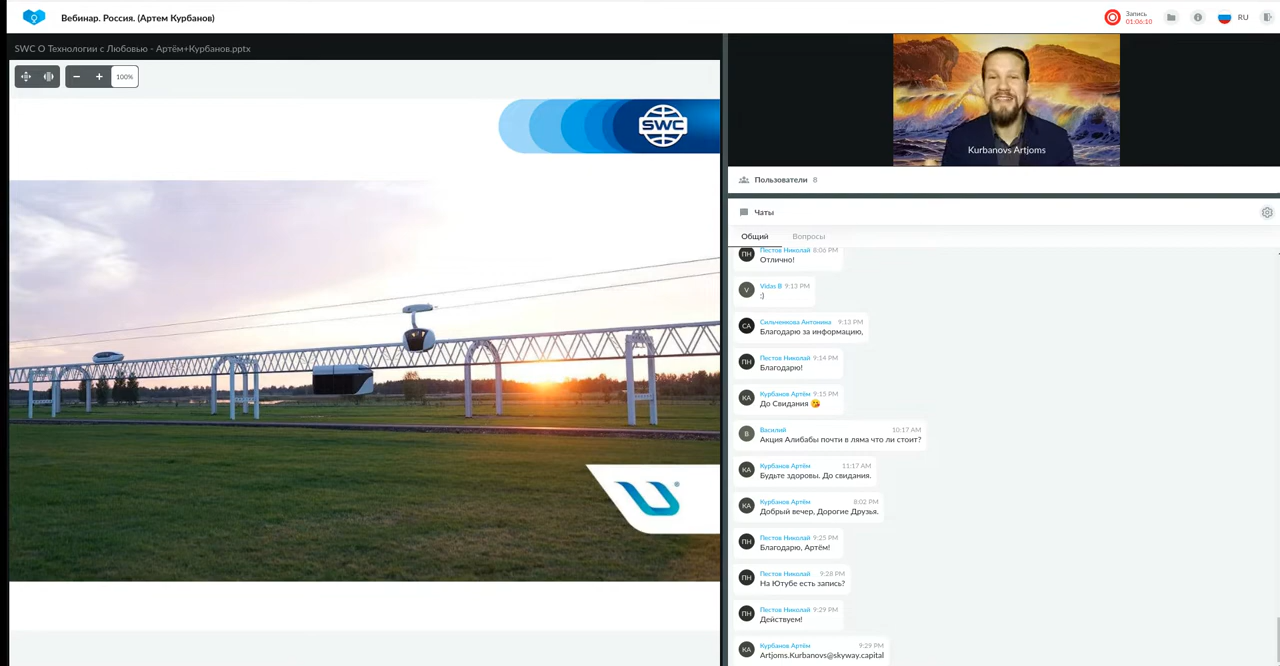 Вебинар. Россия. (Артем Курбанов)
Запись
01:06:10
RU
SWC О Технологии с Любовью - Артём+Курбанов.pptx
100%
SWC
Kurbanovs Artjoms
Пользователи 8
Чаты
Общий Вопросы
ПН Пестов Николай 8:06 PM
Отлично!
V Vidas B 9:13 PM
:)
СА Сильченкова Антонина 9:13 PM
Благодарю за информацию,
ПН Пестов Николай 9:14 PM
Благодарю!
КА Курбанов Артём 9:15 PM
До Свидания 😘
В Василий 10:17 AM
Акция Алибабы почти в ляма что ли стоит?
КА Курбанов Артём 11:17 AM
Будьте здоровы. До свидания.
КА Курбанов Артём 8:02 PM
Добрый вечер, Дорогие Друзья.
ПН Пестов Николай 9:25 PM
Благодарю, Артём!
ПН Пестов Николай 9:28 PM
На Ютубе есть запись?
ПН Пестов Николай 9:29 PM
Действуем!
КА Курбанов Артём 9:29 PM
Artjoms.Kurbanovs@skyway.capital